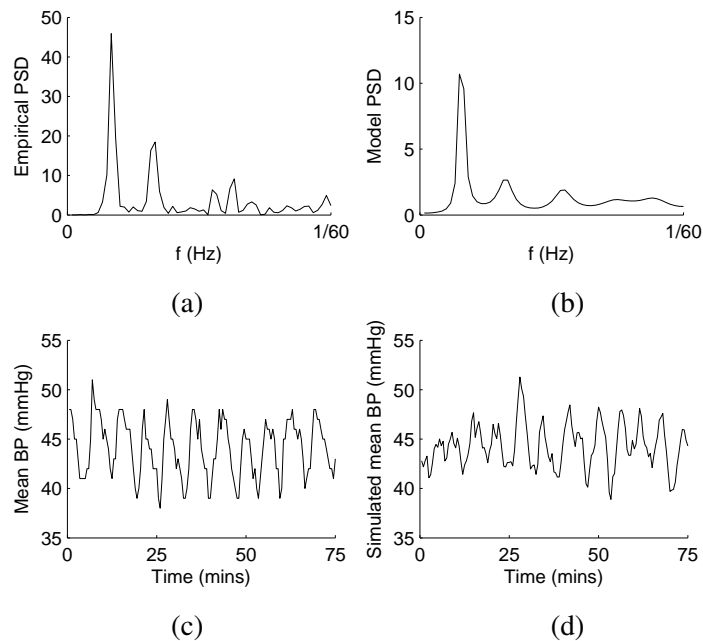 50
40
30
20
10
0
Empirical PSD
0
1/60
f (Hz)
(a)
15
10
5
0
Model PSD
0
1/60
f (Hz)
(b)
55
50
45
40
35
Mean BP (mmHg)
0
25
50
75
Time (mins)
(c)
55
50
45
40
35
Simulated mean BP (mmHg)
0
25
50
75
Time (mins)
(d)